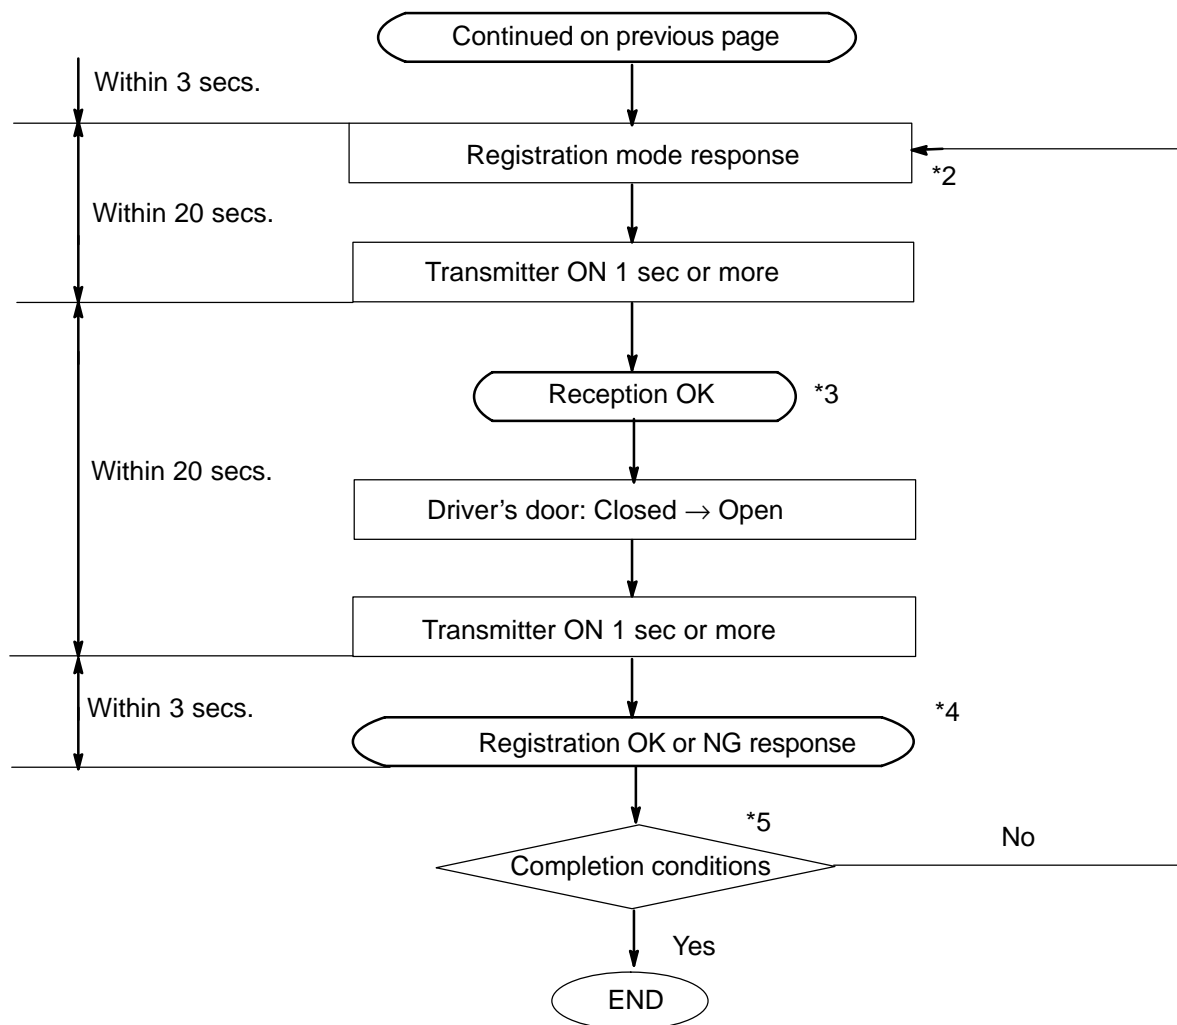 Continued on previous page
Within 3 secs.
Registration mode response
*2
Within 20 secs.
Transmitter ON 1 sec or more
Reception OK
*3
Within 20 secs.
Driver’s door: Closed → Open
Transmitter ON 1 sec or more
Within 3 secs.
*4
Registration OK or NG response
*5
No
Completion conditions
Yes
END